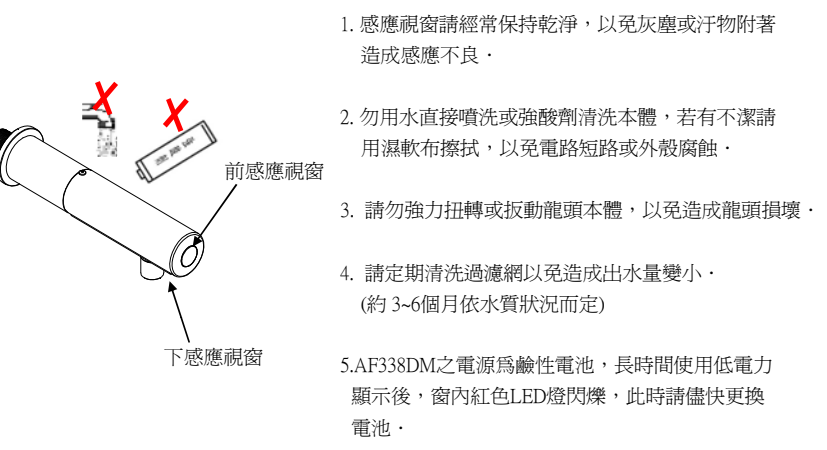 1. 感應視窗請經常保持乾淨，以免灰塵或汙物附著
造成感應不良．
2. 勿用水直接噴洗或強酸劑清洗本體，若有不潔請
用濕軟布擦拭，以免電路短路或外殼腐蝕．
前感應視窗
3. 請勿強力扭轉或扳動龍頭本體，以免造成龍頭損壞．
4. 請定期清洗過濾網以免造成出水量變小．
(約 3~6個月依水質狀況而定)
下感應視窗
5.AF338DM之電源爲鹼性電池，長時間使用低電力
顯示後，窗內紅色LED燈閃爍，此時請儘快更換
電池．